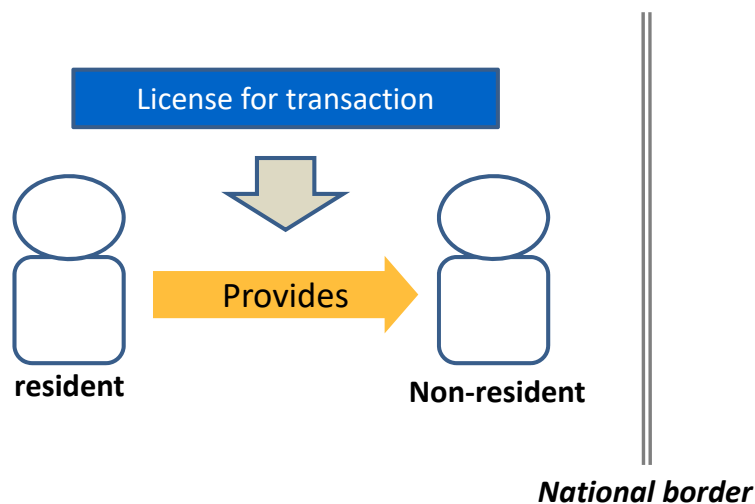 License for transaction
Provides
resident
Non-resident
National border